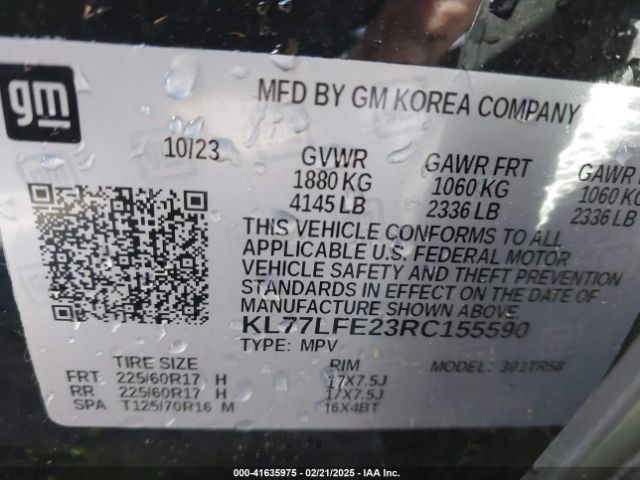 gm
MFD BY GM KOREA COMPANY
10/23
GVWR GAWR FRT GAWR
1880 KG 1060 KG 1060 KG
4145 LB 2336 LB 2336 LB
THIS VEHICLE CONFORMS TO ALL
APPLICABLE U.S. FEDERAL MOTOR
VEHICLE SAFETY AND THEFT PREVENTION
STANDARDS IN EFFECT ON THE DATE OF
MANUFACTURE SHOWN ABOVE.
KL77LFE23RC155590
TYPE: MPV
TIRE SIZE RIM MODEL: 301TR58
FRT 225/60R17 H 17X7.5J
RR 225/60R17 H 17X7.5J
SPA T125/70R16 M 16X4BT
000-41635975 — 02/21/2025 — IAA Inc.